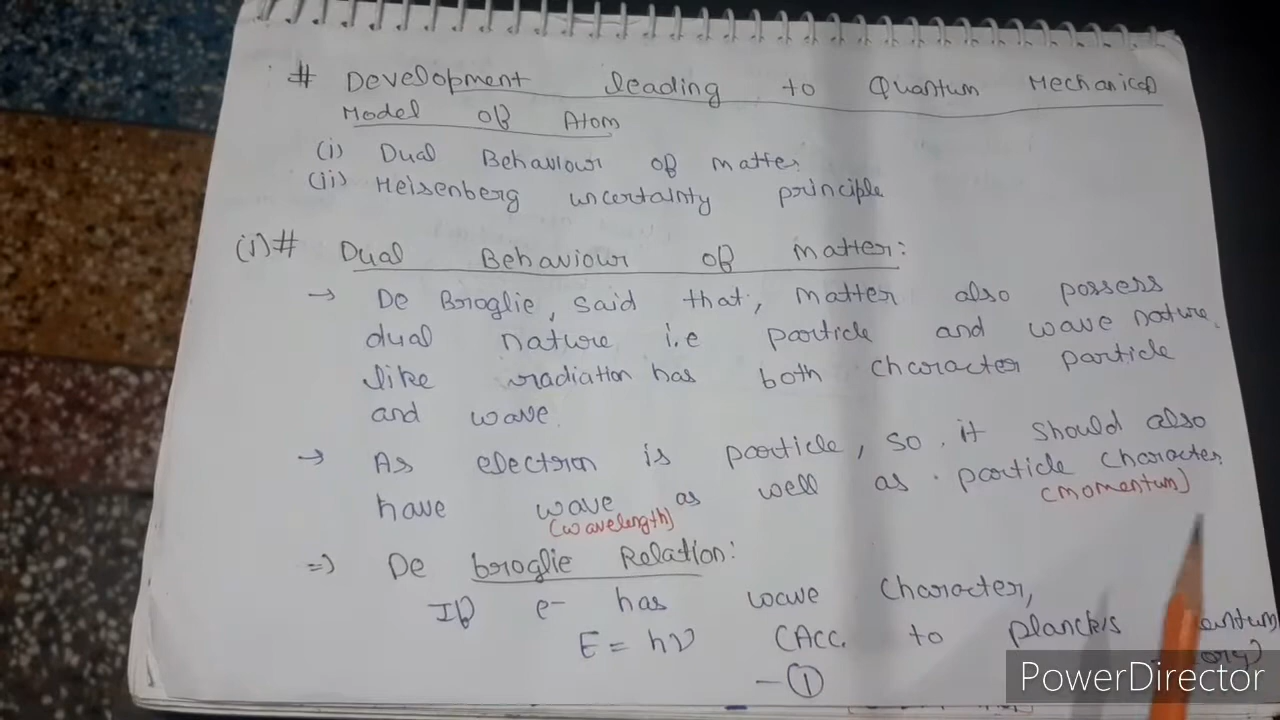 # Development leading to Quantum Mechanical
Model of Atom
(i) Dual Behaviour of matter
(ii) Heisenberg uncertainty principle
(i) # Dual Behaviour of matter:
→ De Broglie, said that, matter also possess
dual nature i.e particle and wave nature.
like radiation has both character particle
and wave.
→ As electron is particle, so it should also
have wave as well as particle character
(wavelength) (momentum)
=) De broglie Relation:
If e- has wave character,
E = hν (Acc. to planck's
- ①
PowerDirector